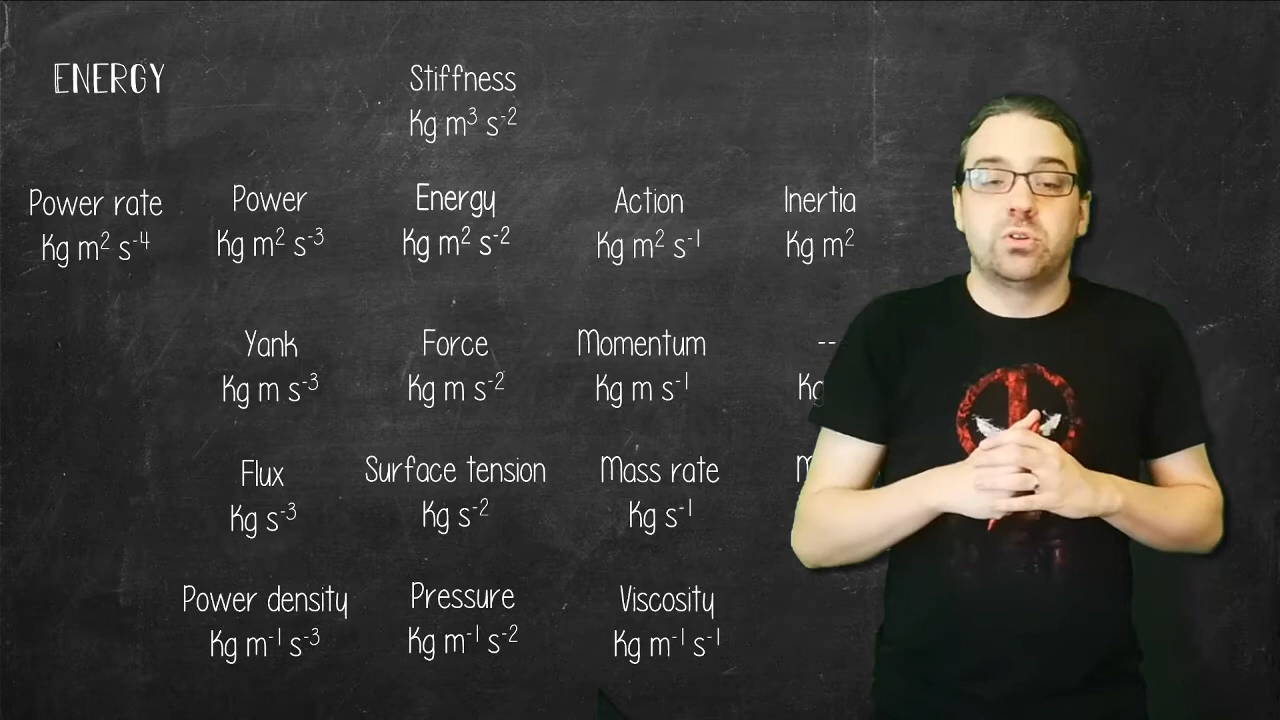 ENERGY
Stiffness
Kg m³ s⁻²
Power rate Power Energy Action Inertia
Kg m² s⁻⁴ Kg m² s⁻³ Kg m² s⁻² Kg m² s⁻¹ Kg m²
Yank Force Momentum --
Kg m s⁻³ Kg m s⁻² Kg m s⁻¹ Kg
Flux Surface tension Mass rate
Kg s⁻³ Kg s⁻² Kg s⁻¹
Power density Pressure Viscosity
Kg m⁻¹ s⁻³ Kg m⁻¹ s⁻² Kg m⁻¹ s⁻¹